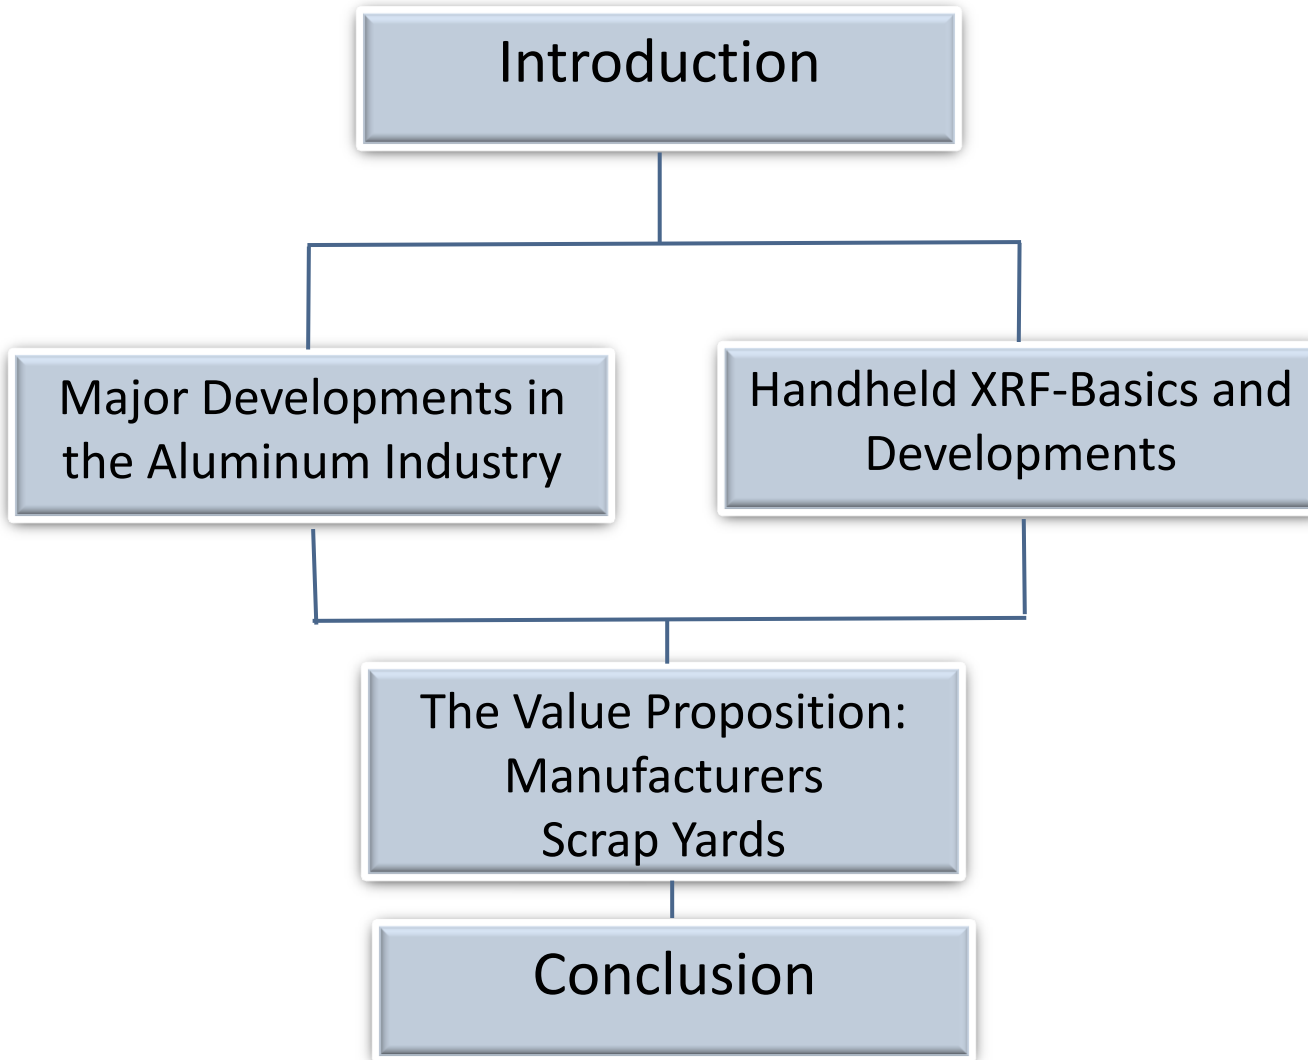 Introduction
Major Developments in
the Aluminum Industry
Handheld XRF-Basics and
Developments
The Value Proposition:
Manufacturers
Scrap Yards
Conclusion